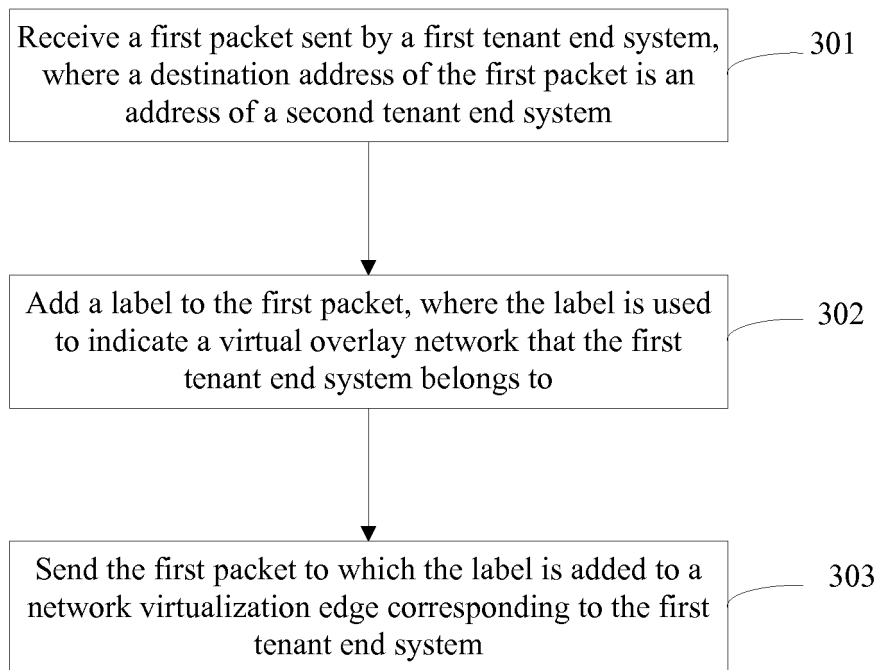 Receive a first packet sent by a first tenant end system,
where a destination address of the first packet is an
address of a second tenant end system
301
Add a label to the first packet, where the label is used
to indicate a virtual overlay network that the first
tenant end system belongs to
302
Send the first packet to which the label is added to a
network virtualization edge corresponding to the first
tenant end system
303